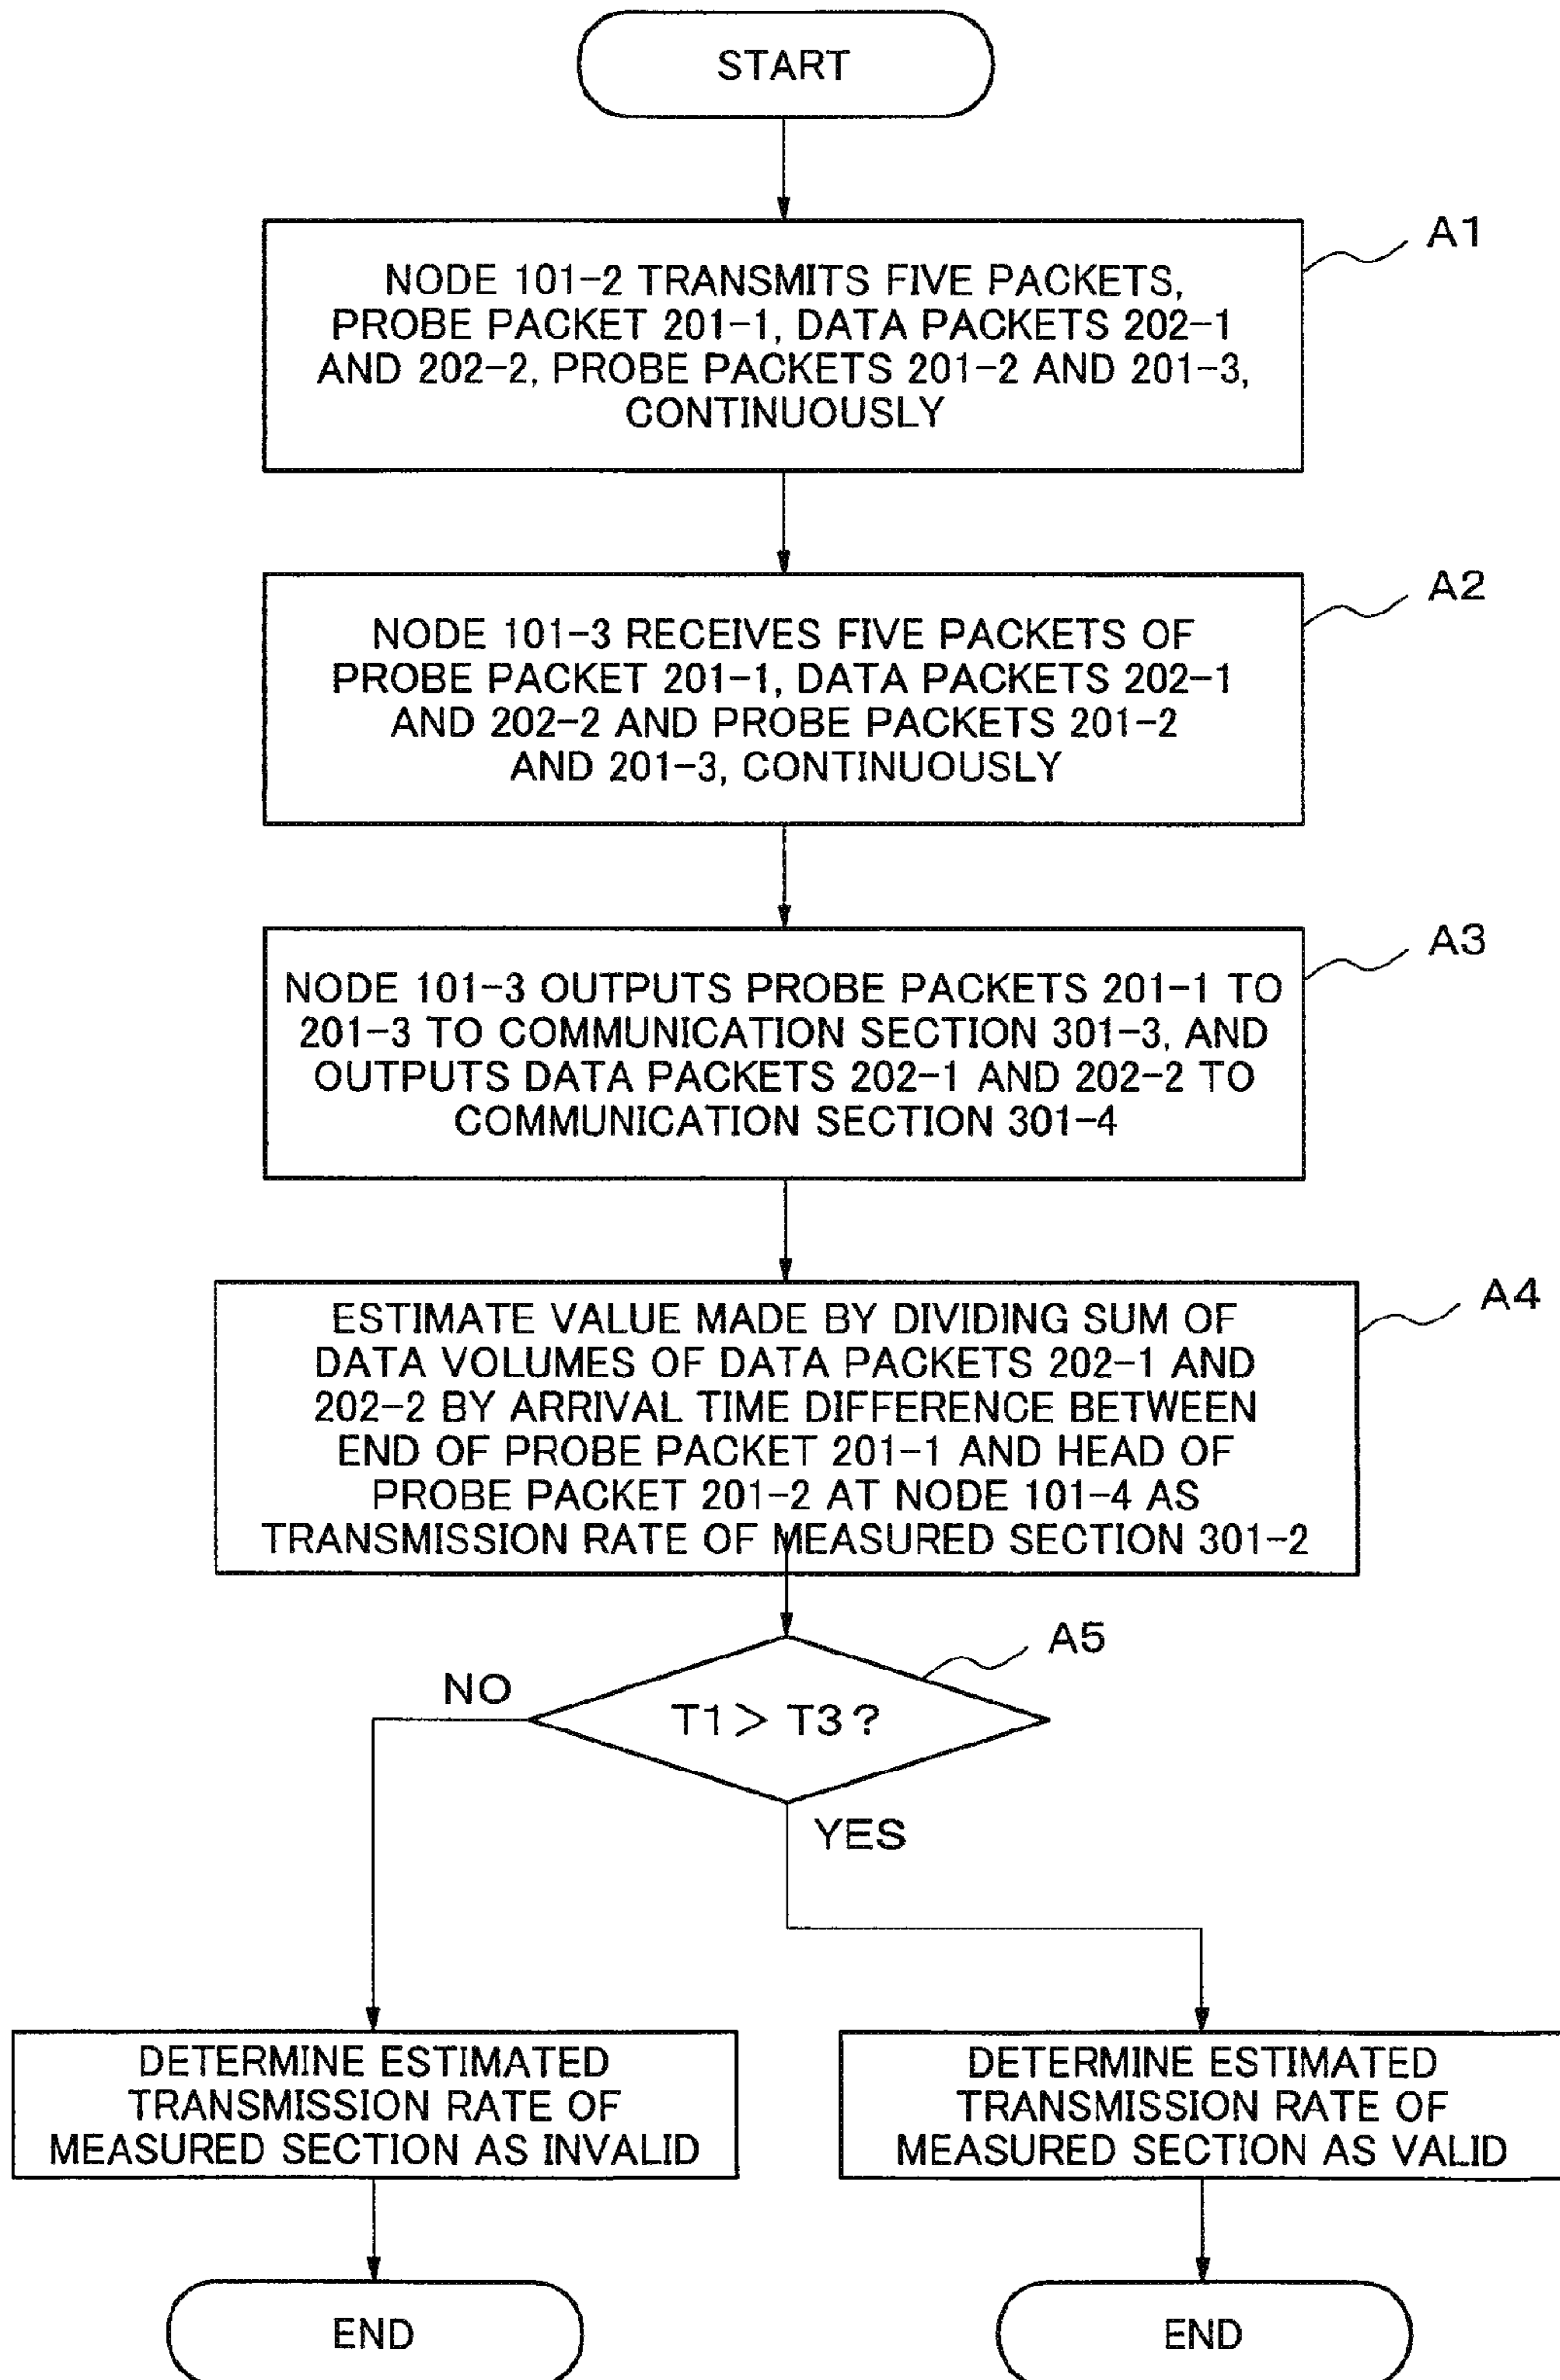 START
A1
NODE 101-2 TRANSMITS FIVE PACKETS,
PROBE PACKET 201-1, DATA PACKETS 202-1
AND 202-2, PROBE PACKETS 201-2 AND 201-3,
CONTINUOUSLY
A2
NODE 101-3 RECEIVES FIVE PACKETS OF
PROBE PACKET 201-1, DATA PACKETS 202-1
AND 202-2 AND PROBE PACKETS 201-2
AND 201-3, CONTINUOUSLY
A3
NODE 101-3 OUTPUTS PROBE PACKETS 201-1 TO
201-3 TO COMMUNICATION SECTION 301-3, AND
OUTPUTS DATA PACKETS 202-1 AND 202-2 TO
COMMUNICATION SECTION 301-4
A4
ESTIMATE VALUE MADE BY DIVIDING SUM OF
DATA VOLUMES OF DATA PACKETS 202-1 AND
202-2 BY ARRIVAL TIME DIFFERENCE BETWEEN
END OF PROBE PACKET 201-1 AND HEAD OF
PROBE PACKET 201-2 AT NODE 101-4 AS
TRANSMISSION RATE OF MEASURED SECTION 301-2
A5
NO
T1 > T3?
YES
DETERMINE ESTIMATED
TRANSMISSION RATE OF
MEASURED SECTION AS INVALID
DETERMINE ESTIMATED
TRANSMISSION RATE OF
MEASURED SECTION AS VALID
END
END